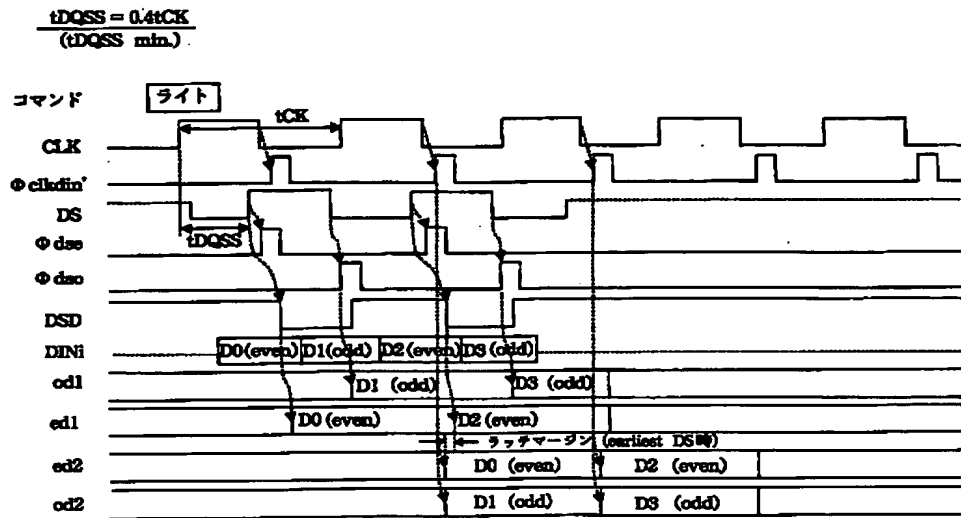 tDQSS = 0.4tCK
(tDQSS min.)
コマンド
ライト
tCK
CLK
Φclkdin'
DS
tDQSS
Φdse
Φdso
DSD
DINi
D0(even) D1(odd) D2(even) D3(odd)
od1
D1 (odd) D3 (odd)
ed1
D0(even) D2(even)
ラッチマージン (earliest DS時)
ed2
D0 (even) D2 (even)
od2
D1 (odd) D3 (odd)